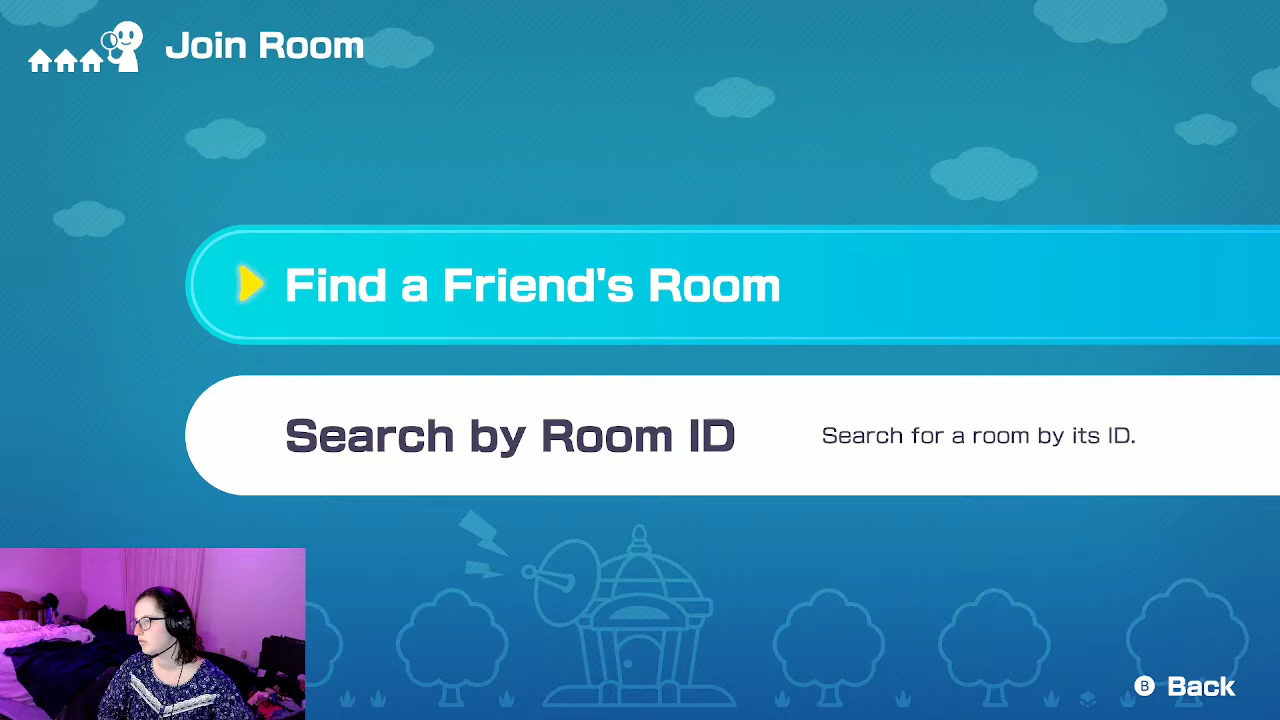 Join Room
Find a Friend's Room
Search by Room ID
Search for a room by its ID.
B Back